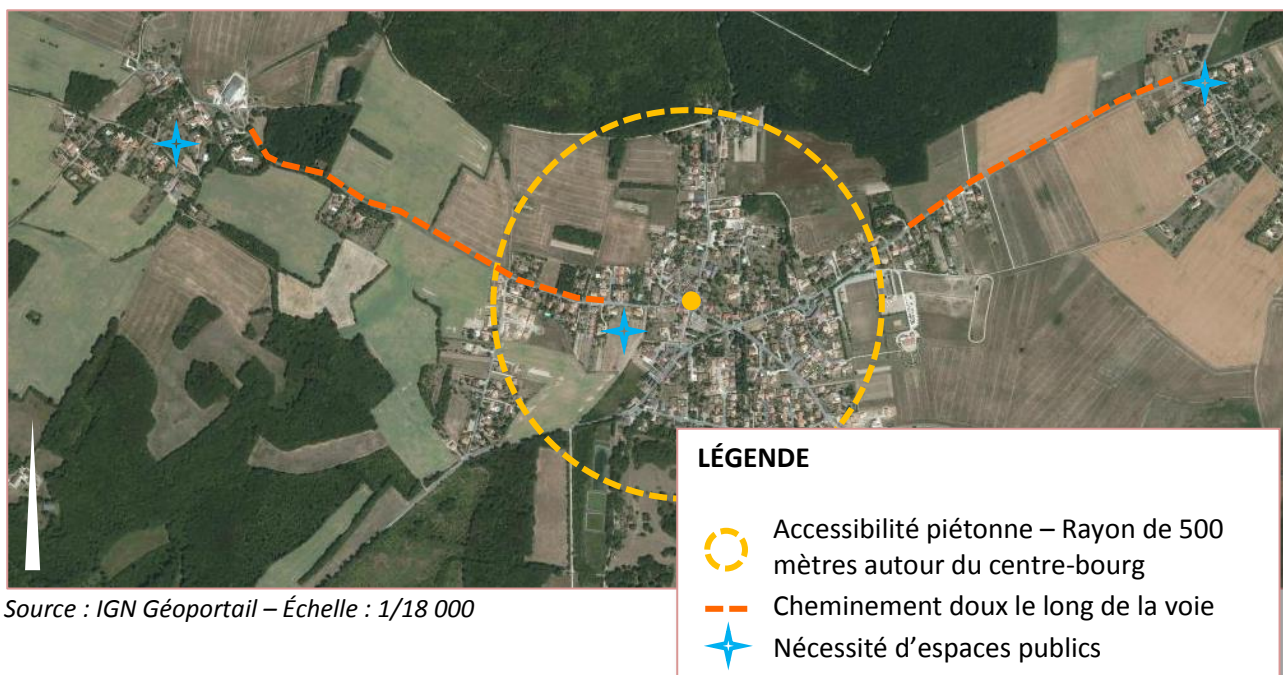 LÉGENDE
Accessibilité piétonne – Rayon de 500
mètres autour du centre-bourg
Cheminement doux le long de la voie
Nécessité d’espaces publics
Source : IGN Géoportail – Échelle : 1/18 000